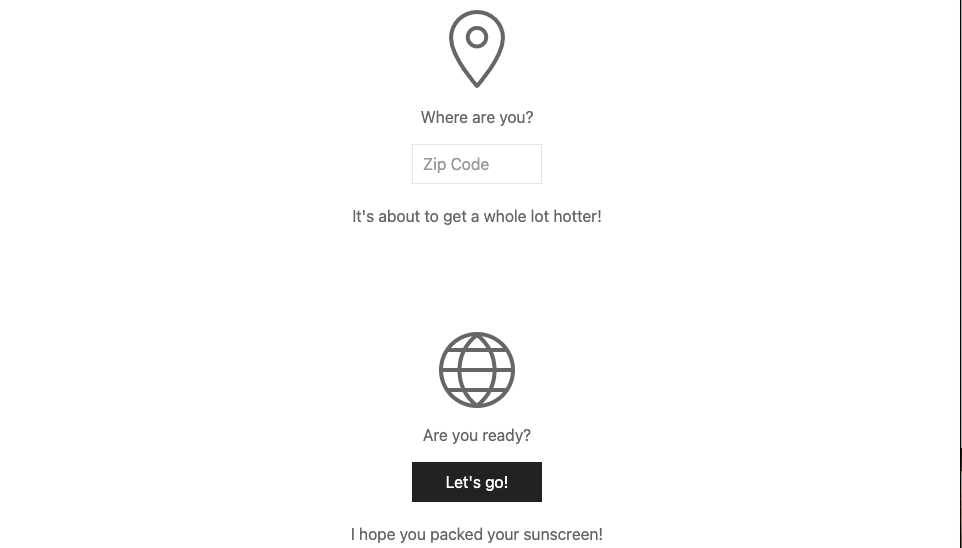 Where are you?
Zip Code
It's about to get a whole lot hotter!
Are you ready?
Let's go!
I hope you packed your sunscreen!